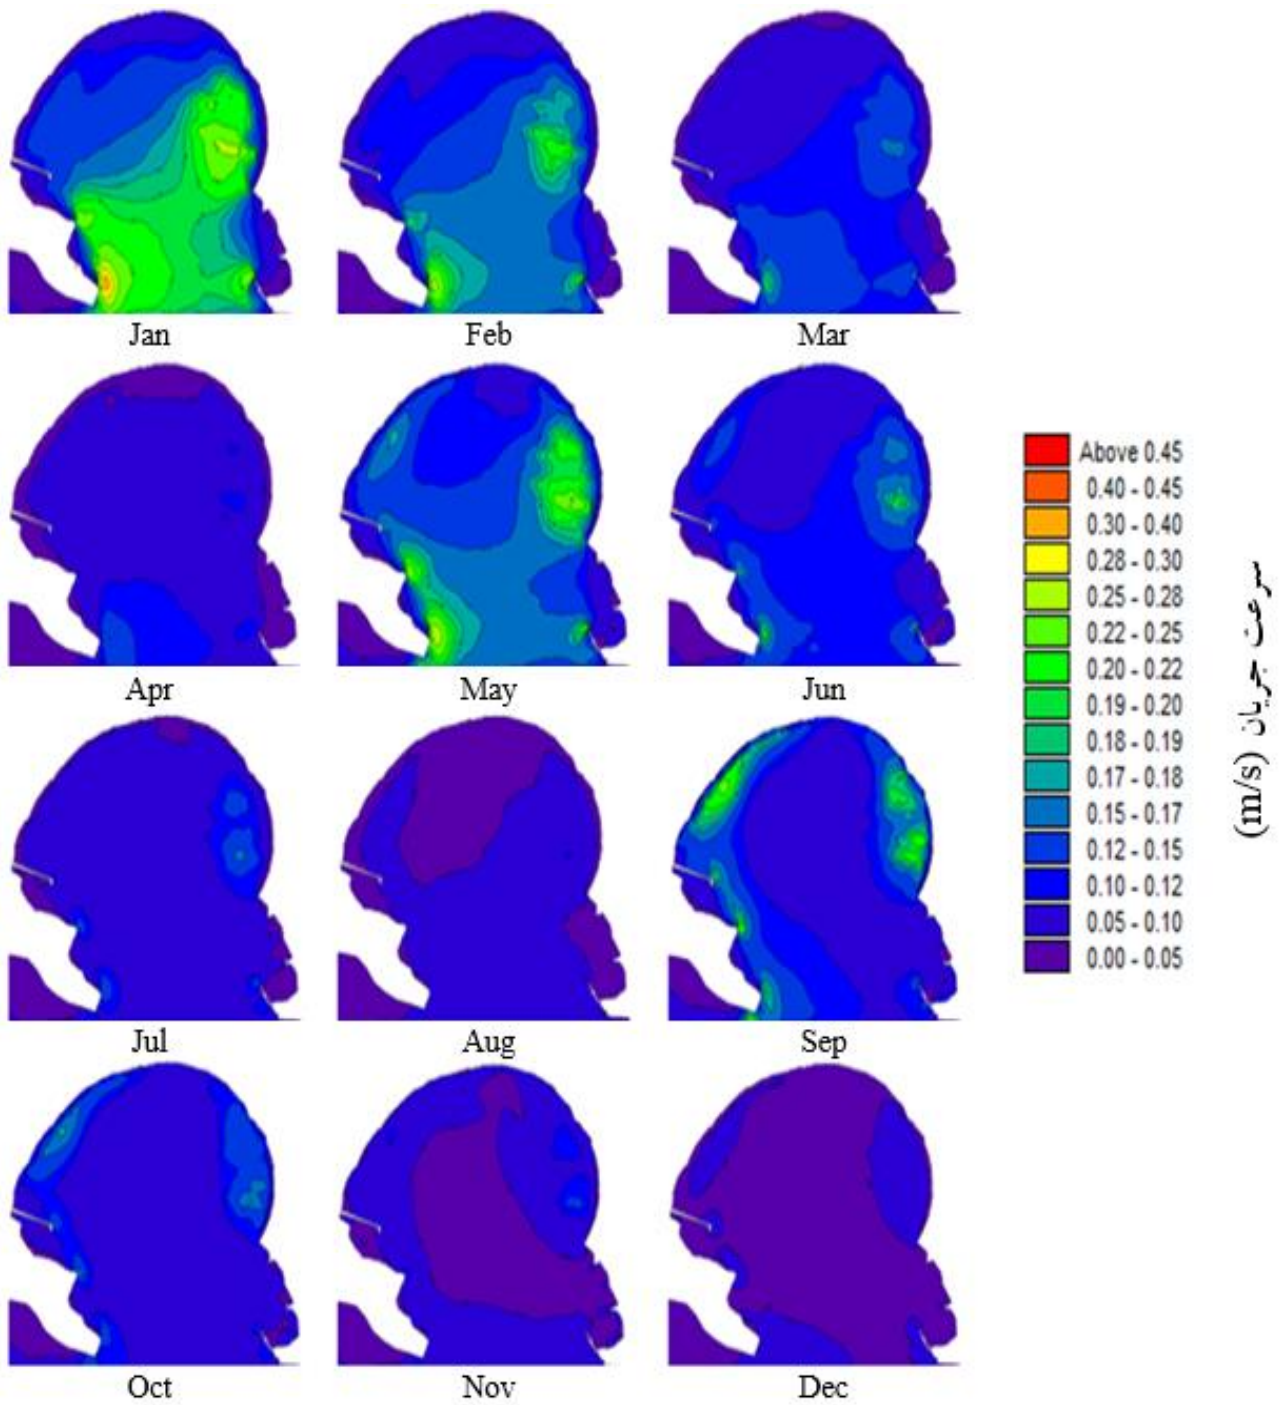 Jan
Feb
Mar
Apr
May
Jun
Jul
Aug
Sep
Oct
Nov
Dec
Above 0.45
0.40 - 0.45
0.30 - 0.40
0.28 - 0.30
0.25 - 0.28
0.22 - 0.25
0.20 - 0.22
0.19 - 0.20
0.18 - 0.19
0.17 - 0.18
0.15 - 0.17
0.12 - 0.15
0.10 - 0.12
0.05 - 0.10
0.00 - 0.05
سرعت جریان (m/s)